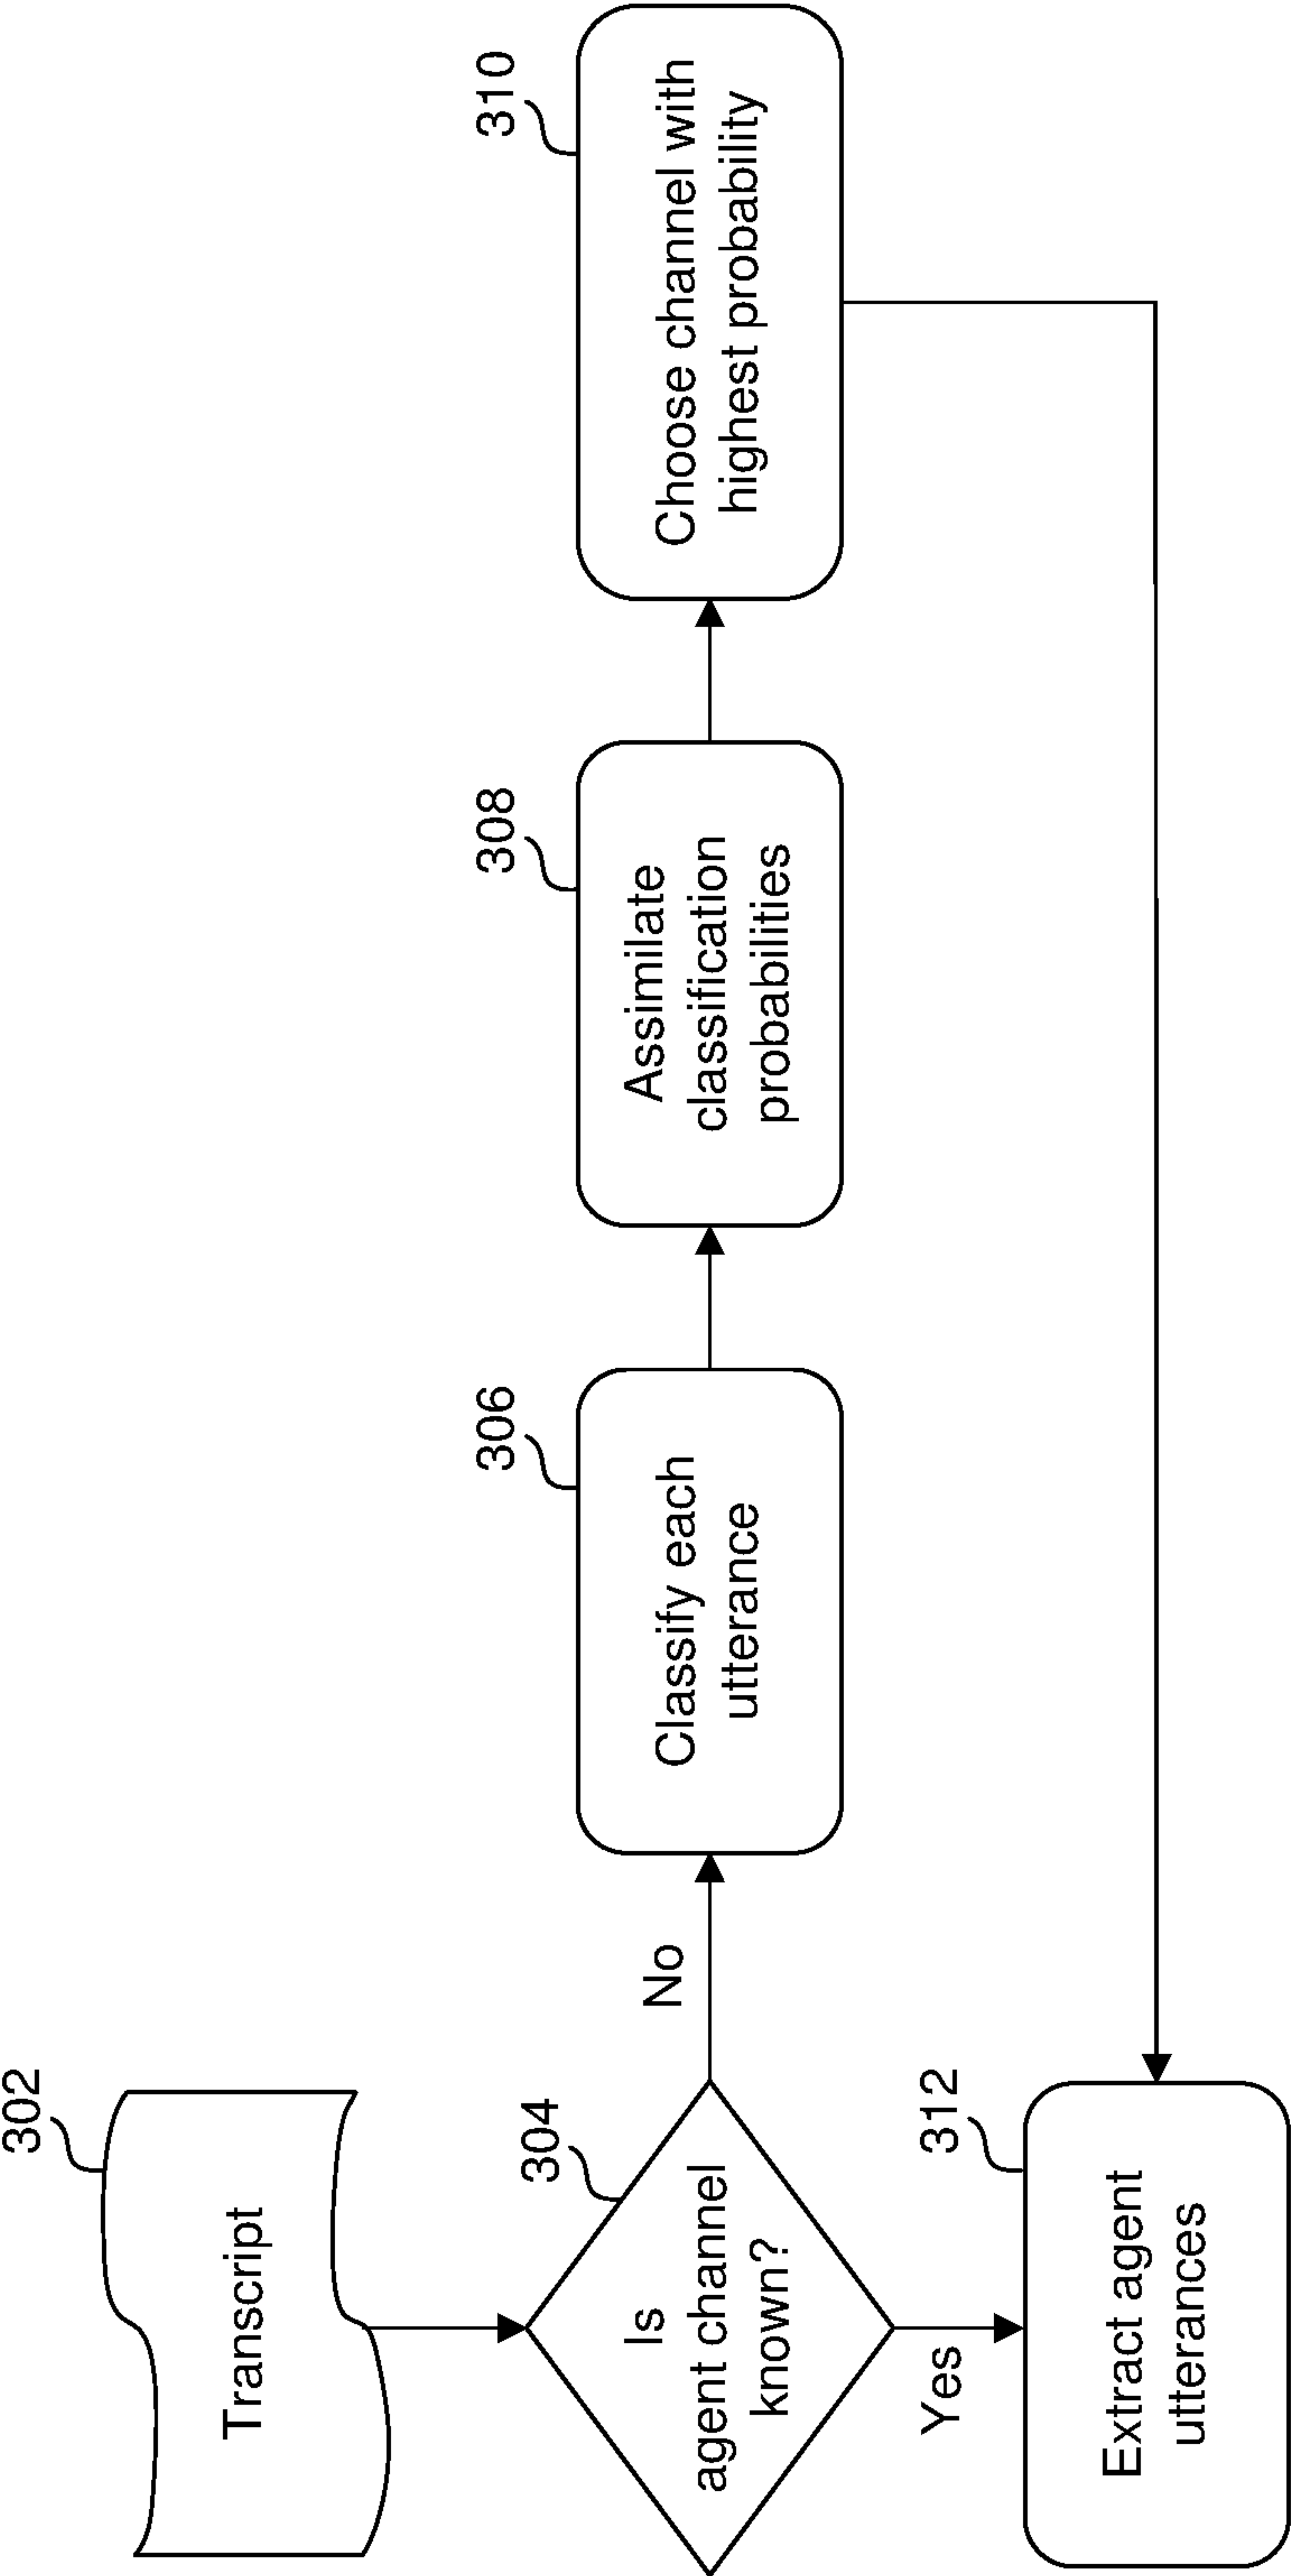 302
Transcript
304
Is
agent channel
known?
No
306
Classify each
utterance
308
Assimilate
classification
probabilities
310
Choose channel with
highest probability
Yes
312
Extract agent
utterances